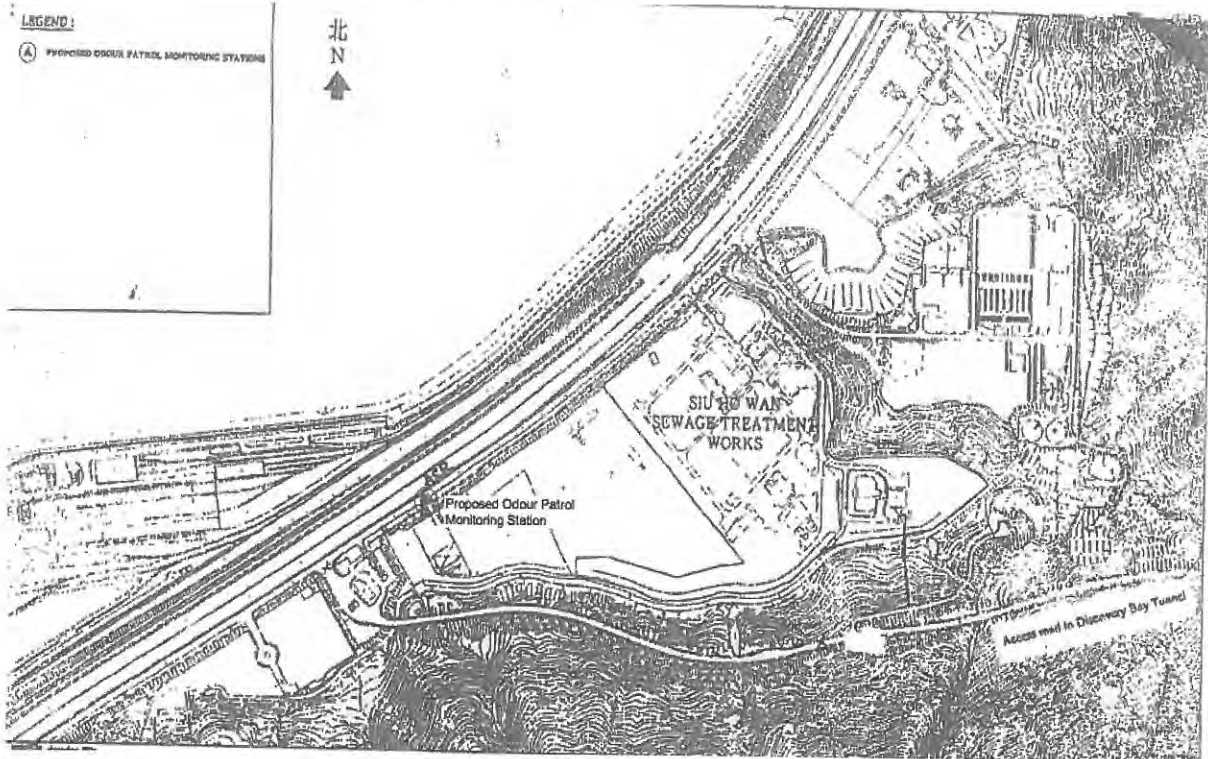 LEGEND :
A PROPOSED ODOUR PATROL MONITORING STATIONS
北
N
SIU HO WAN
SEWAGE TREATMENT
WORKS
Proposed Odour Patrol
Monitoring Station
Access road to Discovery Bay Tunnel